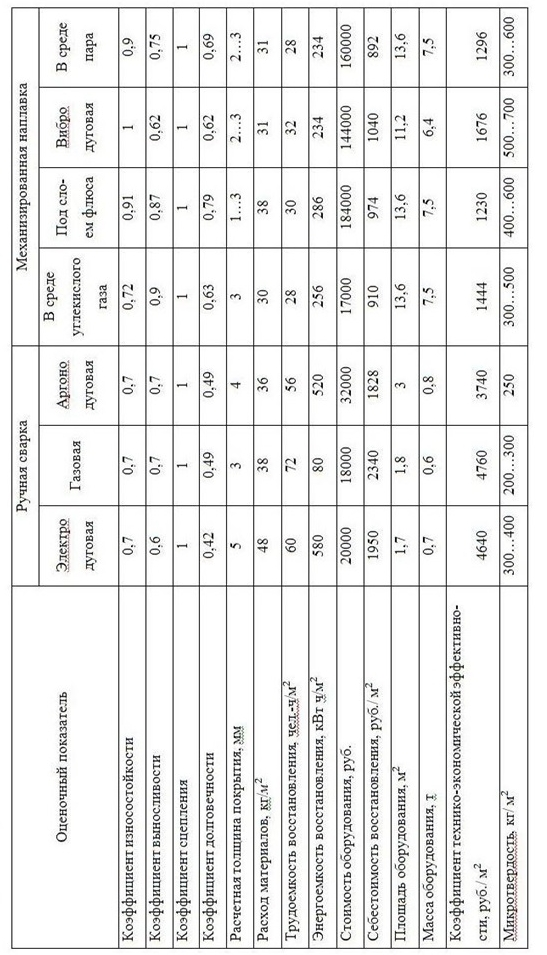 Оценочный показатель Ручная сварка Механизированная наплавка
Электро дуговая Газовая Аргоно дуговая В среде углекислого газа Под сло- ем флюса Вибро дуговая В среде пара
Коэффициент износостойкости 0,7 0,7 0,7 0,72 0,91 1 0,9
Коэффициент выносливости 0,6 0,7 0,7 0,9 0,87 0,62 0,75
Коэффициент сцепления 1 1 1 1 1 1 1
Коэффициент долговечности 0,42 0,49 0,49 0,63 0,79 0,62 0,69
Расчетная толшина покрытия, мм 5 3 4 3 1…3 2…3 2…3
Расход материалов, кг/м² 48 38 36 30 38 31 31
Трудоемкость восстановления, чел.-ч/м² 60 72 56 28 30 32 28
Энергоемкость восстановления, кВт ч/м² 580 80 520 256 286 234 234
Стоимость оборудования, руб. 20000 18000 32000 17000 184000 144000 160000
Себестоимость восстановления, руб./ м² 1950 2340 1828 910 974 1040 892
Площадь оборудования, м² 1,7 1,8 3 13,6 13,6 11,2 13,6
Масса оборудования, т 0,7 0,6 0,8 7,5 7,5 6,4 7,5
Коэффициент технико-экономической эффективно-
сти, руб./ м² 4640 4760 3740 1444 1230 1676 1296
Микротвердость, кг/ м² 300…400 200…300 250 300…500 400…600 500…700 300…600